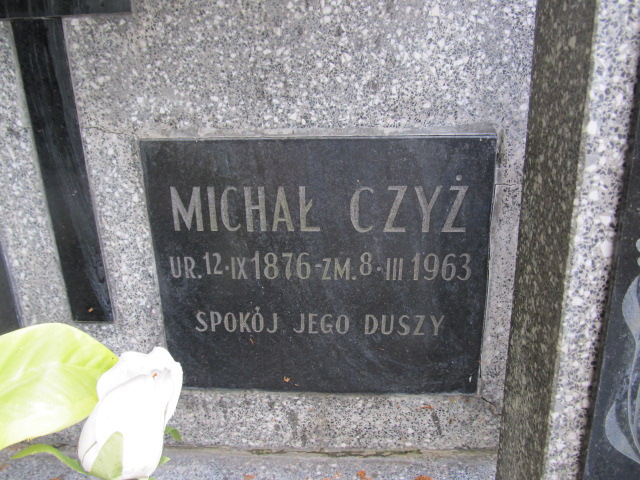 MICHAŁ CZYŻ
UR. 12·IX 1876-ZM. 8·III 1963
SPOKÓJ JEGO DUSZY